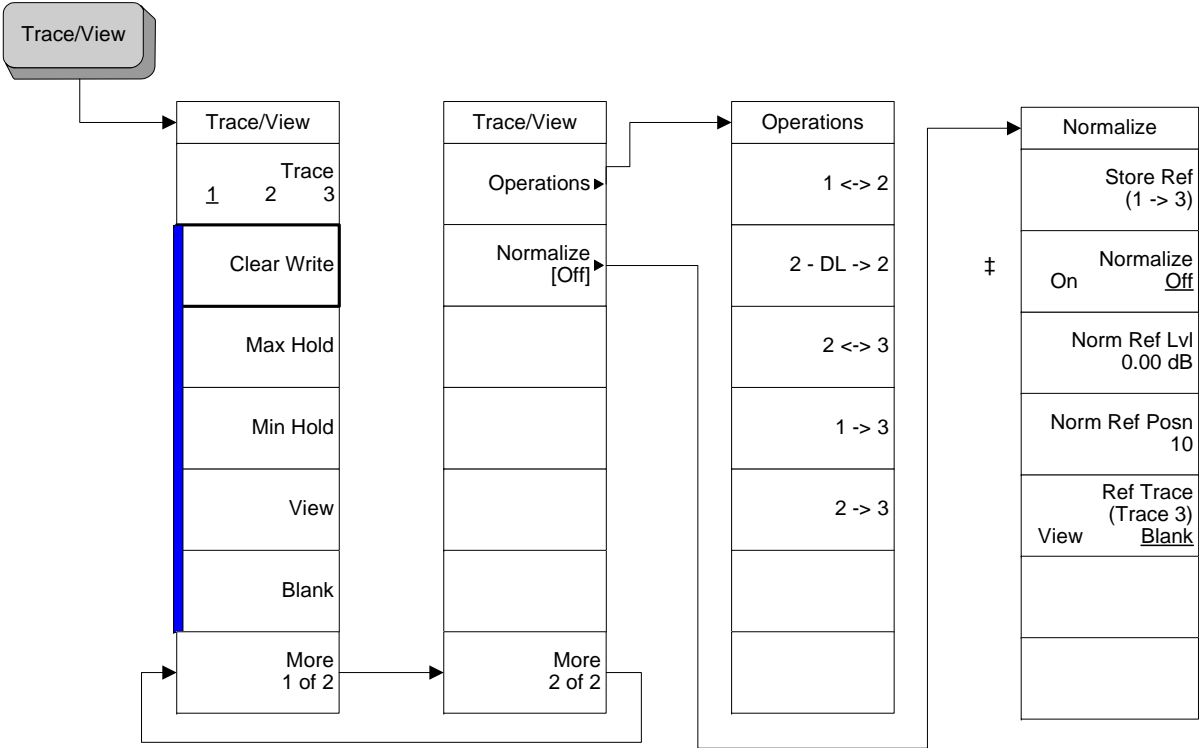 Trace/View
Trace/View
Trace
1 2 3
Clear Write
Max Hold
Min Hold
View
Blank
More
1 of 2
Trace/View
Operations
Normalize
[Off]
More
2 of 2
Operations
1 <-> 2
2 - DL -> 2
2 <-> 3
1 -> 3
2 -> 3
Normalize
Store Ref
(1 -> 3)
‡
Normalize
On Off
Norm Ref Lvl
0.00 dB
Norm Ref Posn
10
Ref Trace
(Trace 3)
View Blank